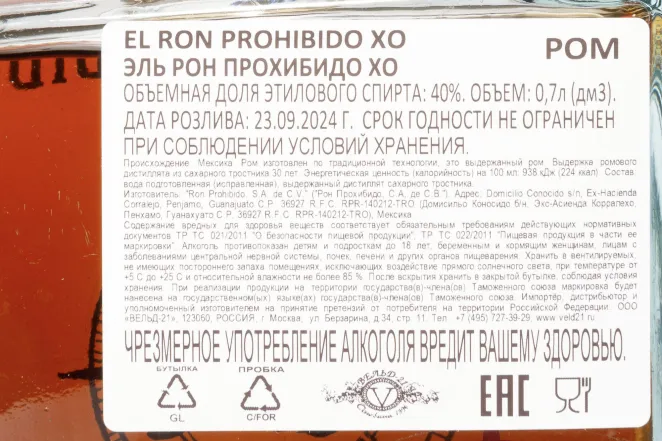 EL RON PROHIBIDO XO
РОМ
ЭЛЬ РОН ПРОХИБИДО ХО
ОБЪЕМНАЯ ДОЛЯ ЭТИЛОВОГО СПИРТА: 40%. ОБЪЕМ: 0,7л (дм3).
ДАТА РОЗЛИВА: 23.09.2024 Г. СРОК ГОДНОСТИ НЕ ОГРАНИЧЕН
ПРИ СОБЛЮДЕНИИ УСЛОВИЙ ХРАНЕНИЯ.
Происхождение Мексика Ром изготовлен по традиционной технологии, это выдержанный ром. Выдержка ромового
дистиллята из сахарного тростника 30 лет. Энергетическая ценность (калорийность) на 100 мл: 938 кДж (224 ккал). Состав:
вода подготовленная (исправленная), выдержанный дистиллят сахарного тростника.
Изготовитель: "Ron Prohibido, S.A. de C.V." ("Рон Прохибидо, С.А. де С.В."). Адрес: Domicilio Conocido s/n, Ex-Hacienda
Corralejo, Penjamo, Guanajuato C.P. 36927 R.F.C. RPR-140212-TRO, (Домисильо Коносидо б/н. Экс-Асиенда Корралехо,
Пенхамо, Гуанахуато С.Р. 36927 R.F.C. RPR-140212-TRO), Мексика
Содержание вредных для здоровья веществ соответствует обязательным требованиям действующих нормативных
документов ТР ТС 021/2011 "О безопасности пищевой продукции", ТР ТС 022/2011 "Пищевая продукция в части ее
маркировки" Алкоголь противопоказан детям и подросткам до 18 лет, беременным и кормящим женщинам, лицам с
заболеваниями центральной нервной системы, почек, печени и других органов пищеварения. Хранить в вентилируемых,
не имеющих постороннего запаха помещениях исключающих воздействие прямого солнечного света, при температуре от
+5 С до +25 С и относительной влажности не более 85 %. После вскрытия хранить в закрытой бутылке, соблюдая условия
хранения. При реализации продукции на территории государства(в)-члена(ов) Таможенного союза маркировка будет
нанесена на государственном(ых) языке(ах) государства(в)-члена(ов) Таможенного союза. Импортёр, дистрибьютор и
уполномоченный изготовителем на принятие претензий от потребителя на территории Российской Федерации. ООО
«ВЕЛЬД-21», 123060, РОССИЯ, г.Москва, ул. Берзарина, д.34, стр. 11. Тел. +7 (495) 727-39-29, www.veld21.ru
ЧРЕЗМЕРНОЕ УПОТРЕБЛЕНИЕ АЛКОГОЛЯ ВРЕДИТ ВАШЕМУ ЗДОРОВЬЮ.
БУТЫЛКА
ПРОБКА
ВЕЛЬД-21
V
EAC
GL
C/FOR